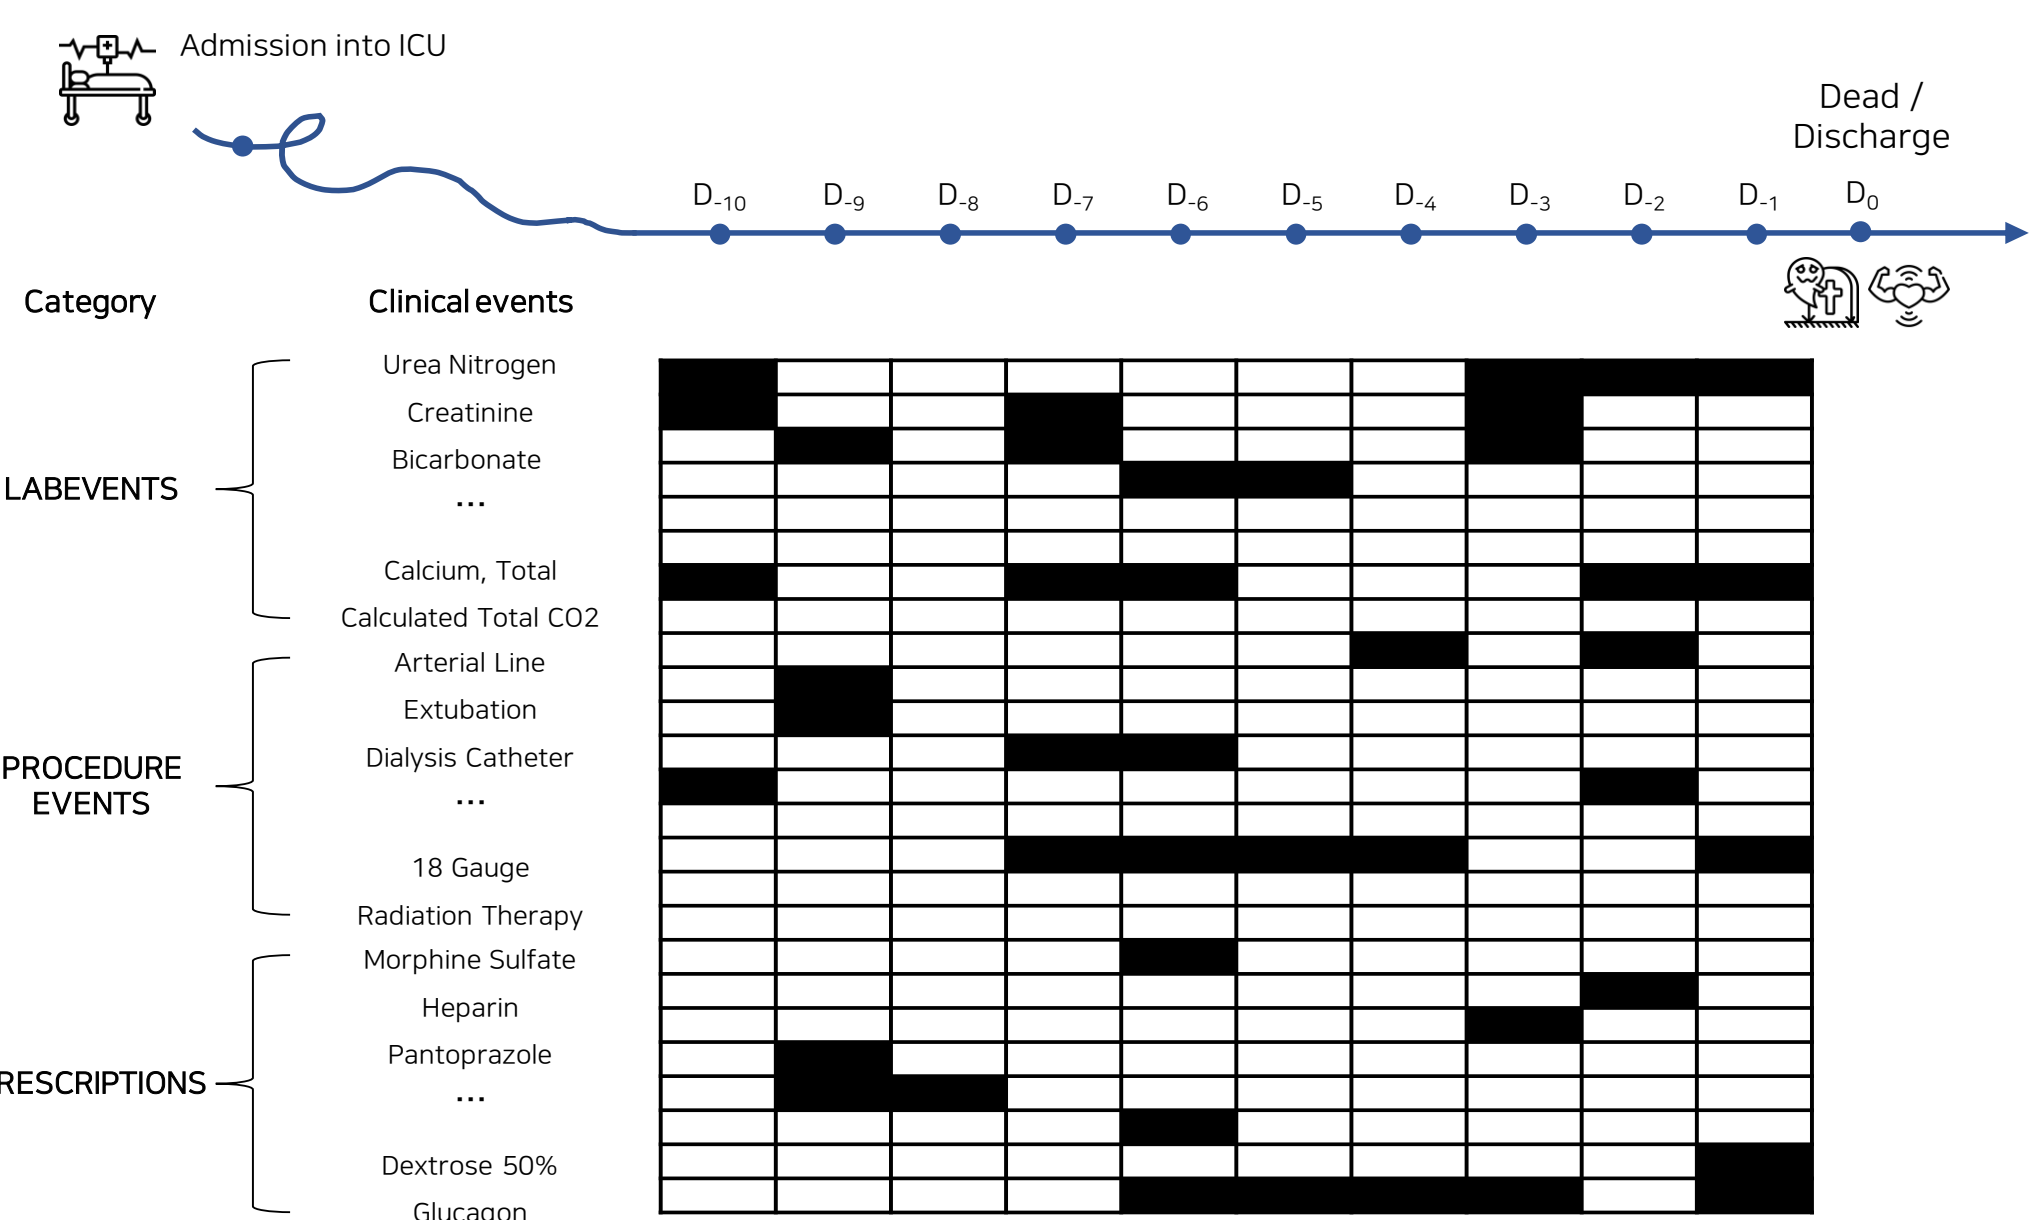 Admission into ICU
Dead /
Discharge
D-10 D-9 D-8 D-7 D-6 D-5 D-4 D-3 D-2 D-1 D0
Category
Clinical events
Urea Nitrogen
Creatinine
Bicarbonate
...
LABEVENTS
Calcium, Total
Calculated Total CO2
Arterial Line
Extubation
Dialysis Catheter
...
PROCEDURE
EVENTS
18 Gauge
Radiation Therapy
Morphine Sulfate
Heparin
Pantoprazole
...
RESCRIPTIONS
Dextrose 50%
Glucagon